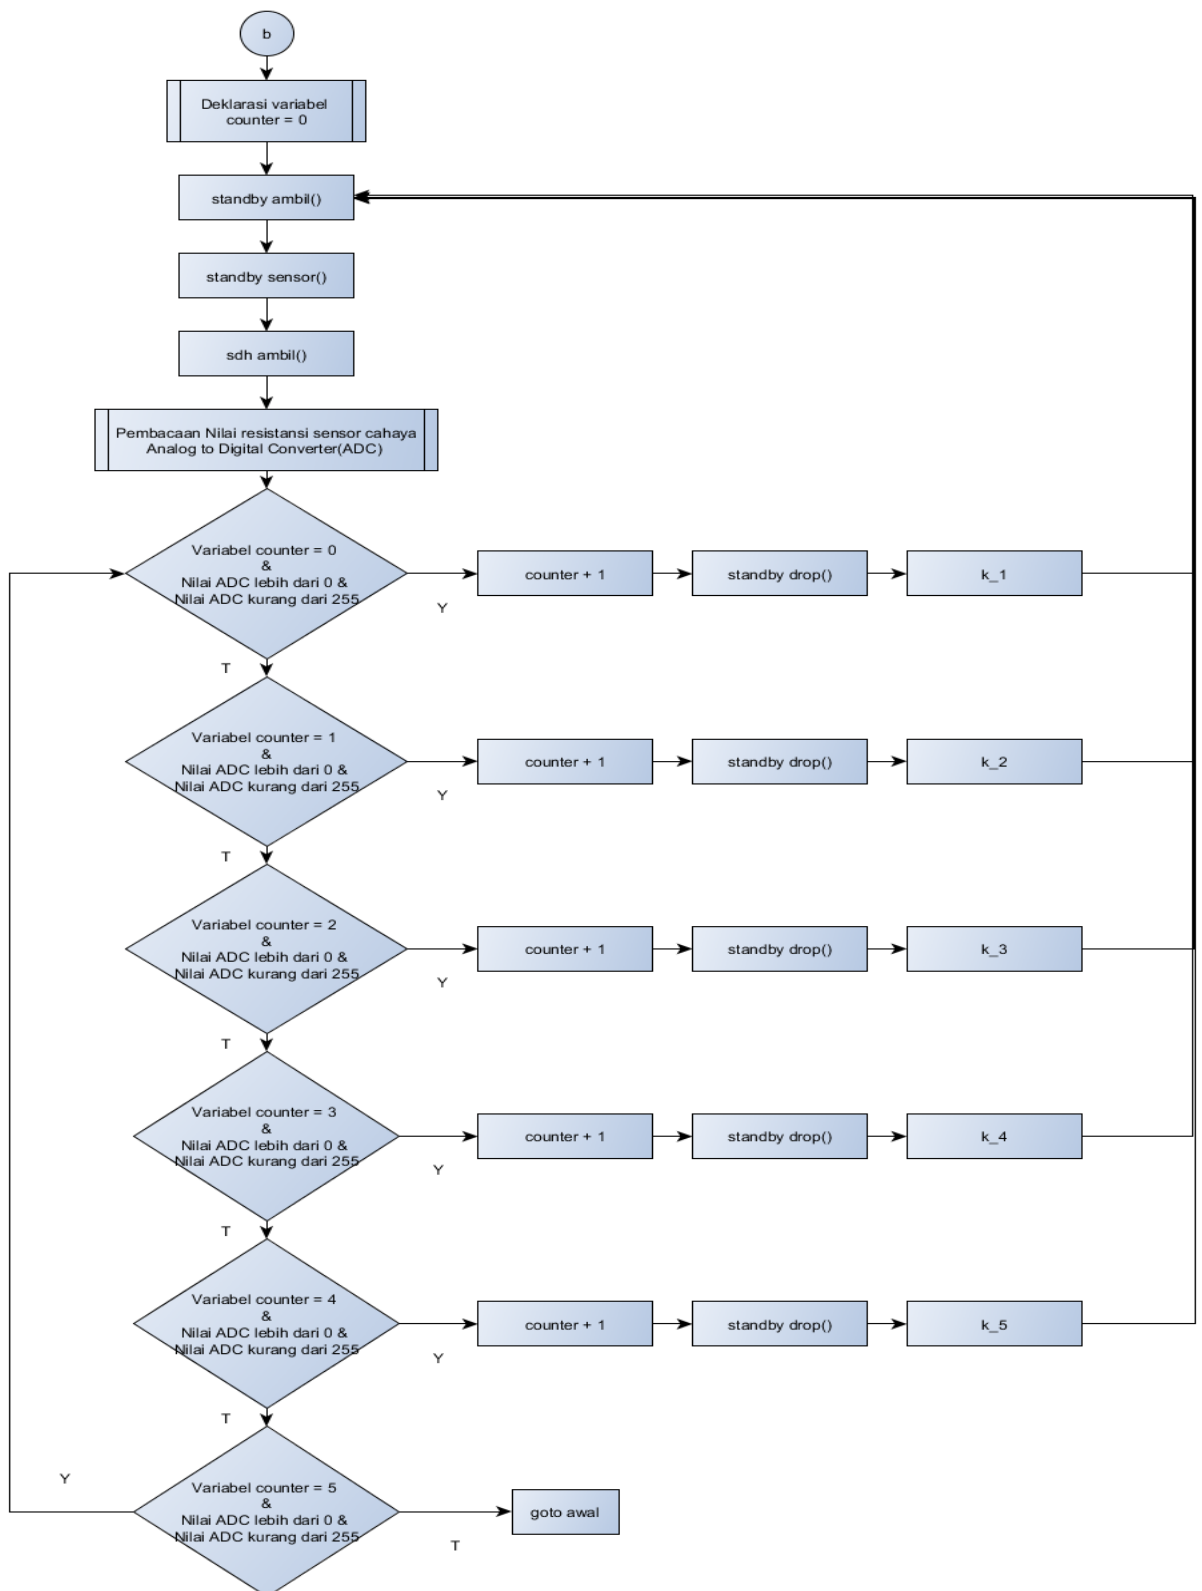 b
Deklarasi variabel
counter = 0
standby ambil()
standby sensor()
sdh ambil()
Pembacaan Nilai resistansi sensor cahaya
Analog to Digital Converter(ADC)
Variabel counter = 0
&
Nilai ADC lebih dari 0 &
Nilai ADC kurang dari 255
Y
counter + 1
standby drop()
k_1
T
Variabel counter = 1
&
Nilai ADC lebih dari 0 &
Nilai ADC kurang dari 255
Y
counter + 1
standby drop()
k_2
T
Variabel counter = 2
&
Nilai ADC lebih dari 0 &
Nilai ADC kurang dari 255
Y
counter + 1
standby drop()
k_3
T
Variabel counter = 3
&
Nilai ADC lebih dari 0 &
Nilai ADC kurang dari 255
Y
counter + 1
standby drop()
k_4
T
Variabel counter = 4
&
Nilai ADC lebih dari 0 &
Nilai ADC kurang dari 255
Y
counter + 1
standby drop()
k_5
T
Y
Variabel counter = 5
&
Nilai ADC lebih dari 0 &
Nilai ADC kurang dari 255
T
goto awal